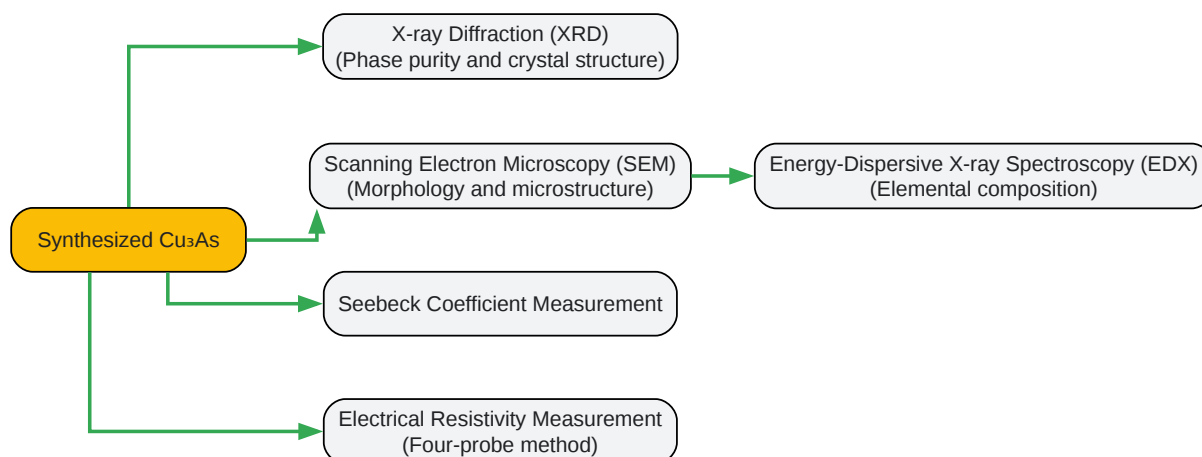 X-ray Diffraction (XRD)
(Phase purity and crystal structure)
Scanning Electron Microscopy (SEM)
(Morphology and microstructure)
Energy-Dispersive X-ray Spectroscopy (EDX)
(Elemental composition)
Synthesized Cu₃As
Seebeck Coefficient Measurement
Electrical Resistivity Measurement
(Four-probe method)